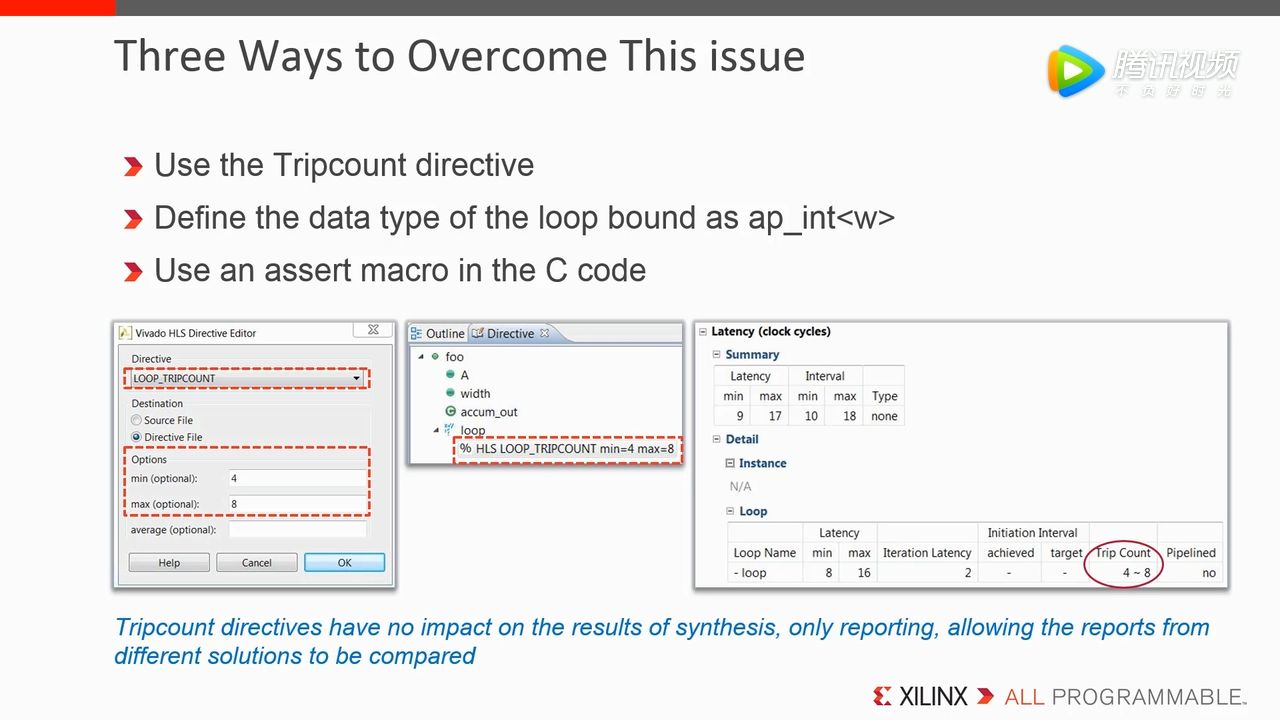 Three Ways to Overcome This issue
腾讯视频
不负好时光
Use the Tripcount directive
Define the data type of the loop bound as ap_int<w>
Use an assert macro in the C code
Vivado HLS Directive Editor
Directive
LOOP_TRIPCOUNT
Destination
Source File
Directive File
Options
min (optional): 4
max (optional): 8
average (optional):
Help Cancel OK
Outline Directive
foo
A
width
accum_out
loop
% HLS LOOP_TRIPCOUNT min=4 max=8
Latency (clock cycles)
Summary
Latency Interval
min max min max Type
9 17 10 18 none
Detail
Instance
N/A
Loop
Latency Initiation Interval
Loop Name min max Iteration Latency achieved target Trip Count Pipelined
- loop 8 16 2 - - 4 ~ 8 no
Tripcount directives have no impact on the results of synthesis, only reporting, allowing the reports from
different solutions to be compared
XILINX ALL PROGRAMMABLE™